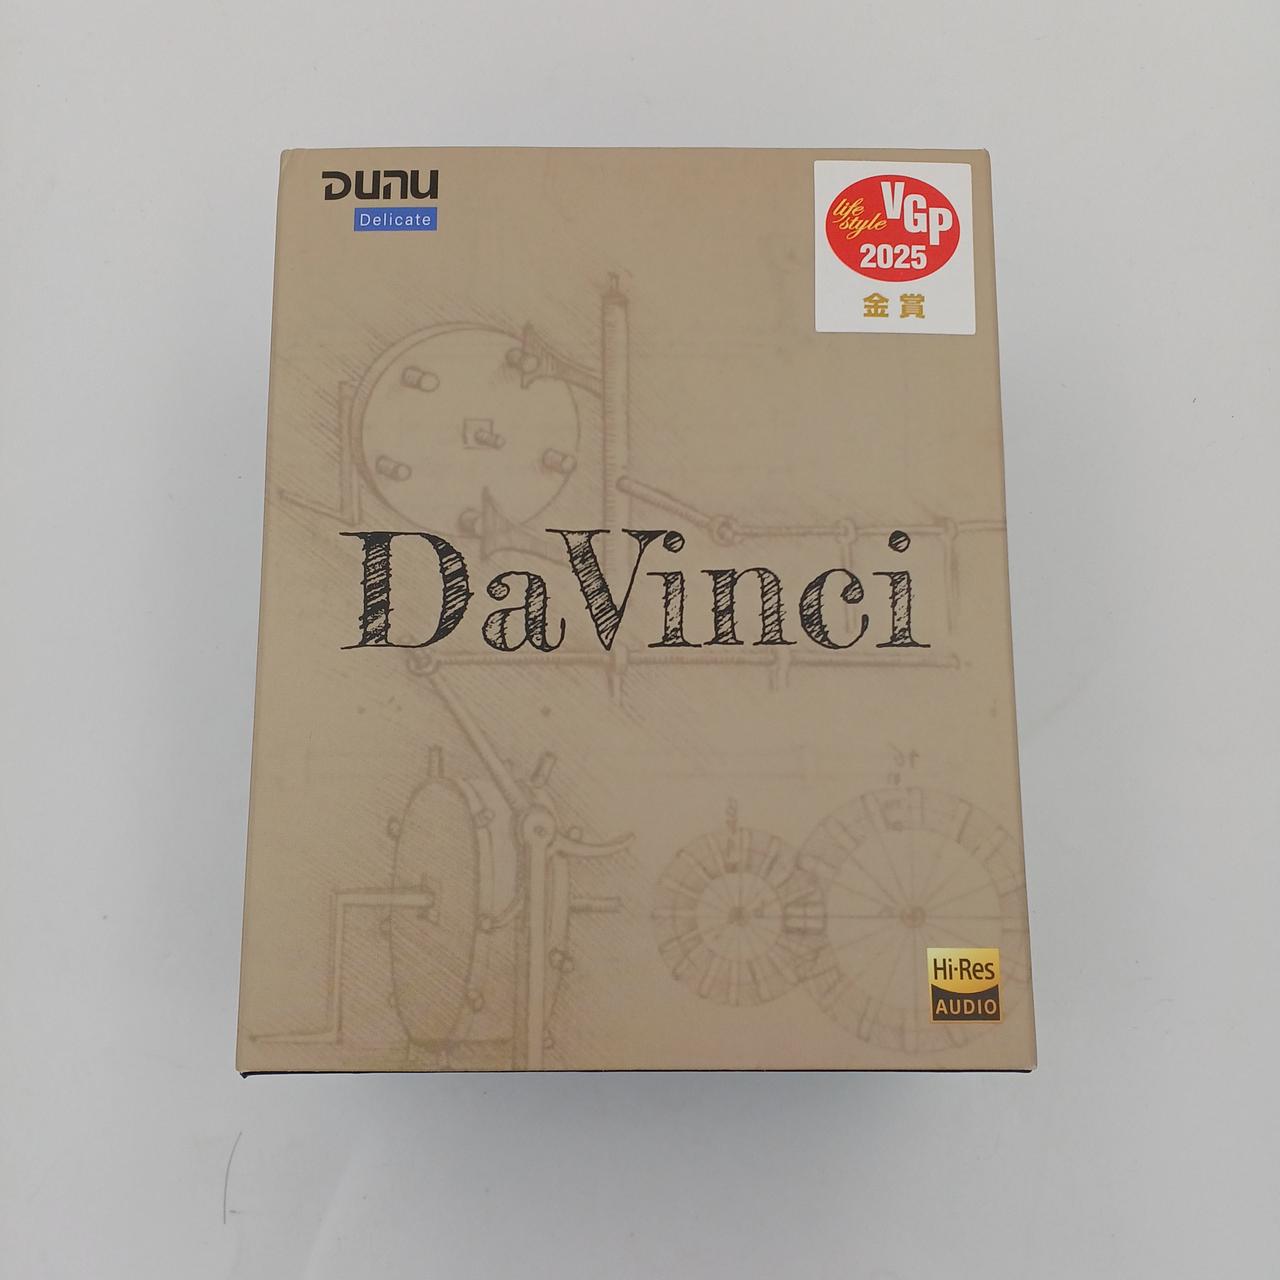 DUNU
Delicate
life
style
VGP
2025
金賞
DaVinci
Hi-Res
AUDIO